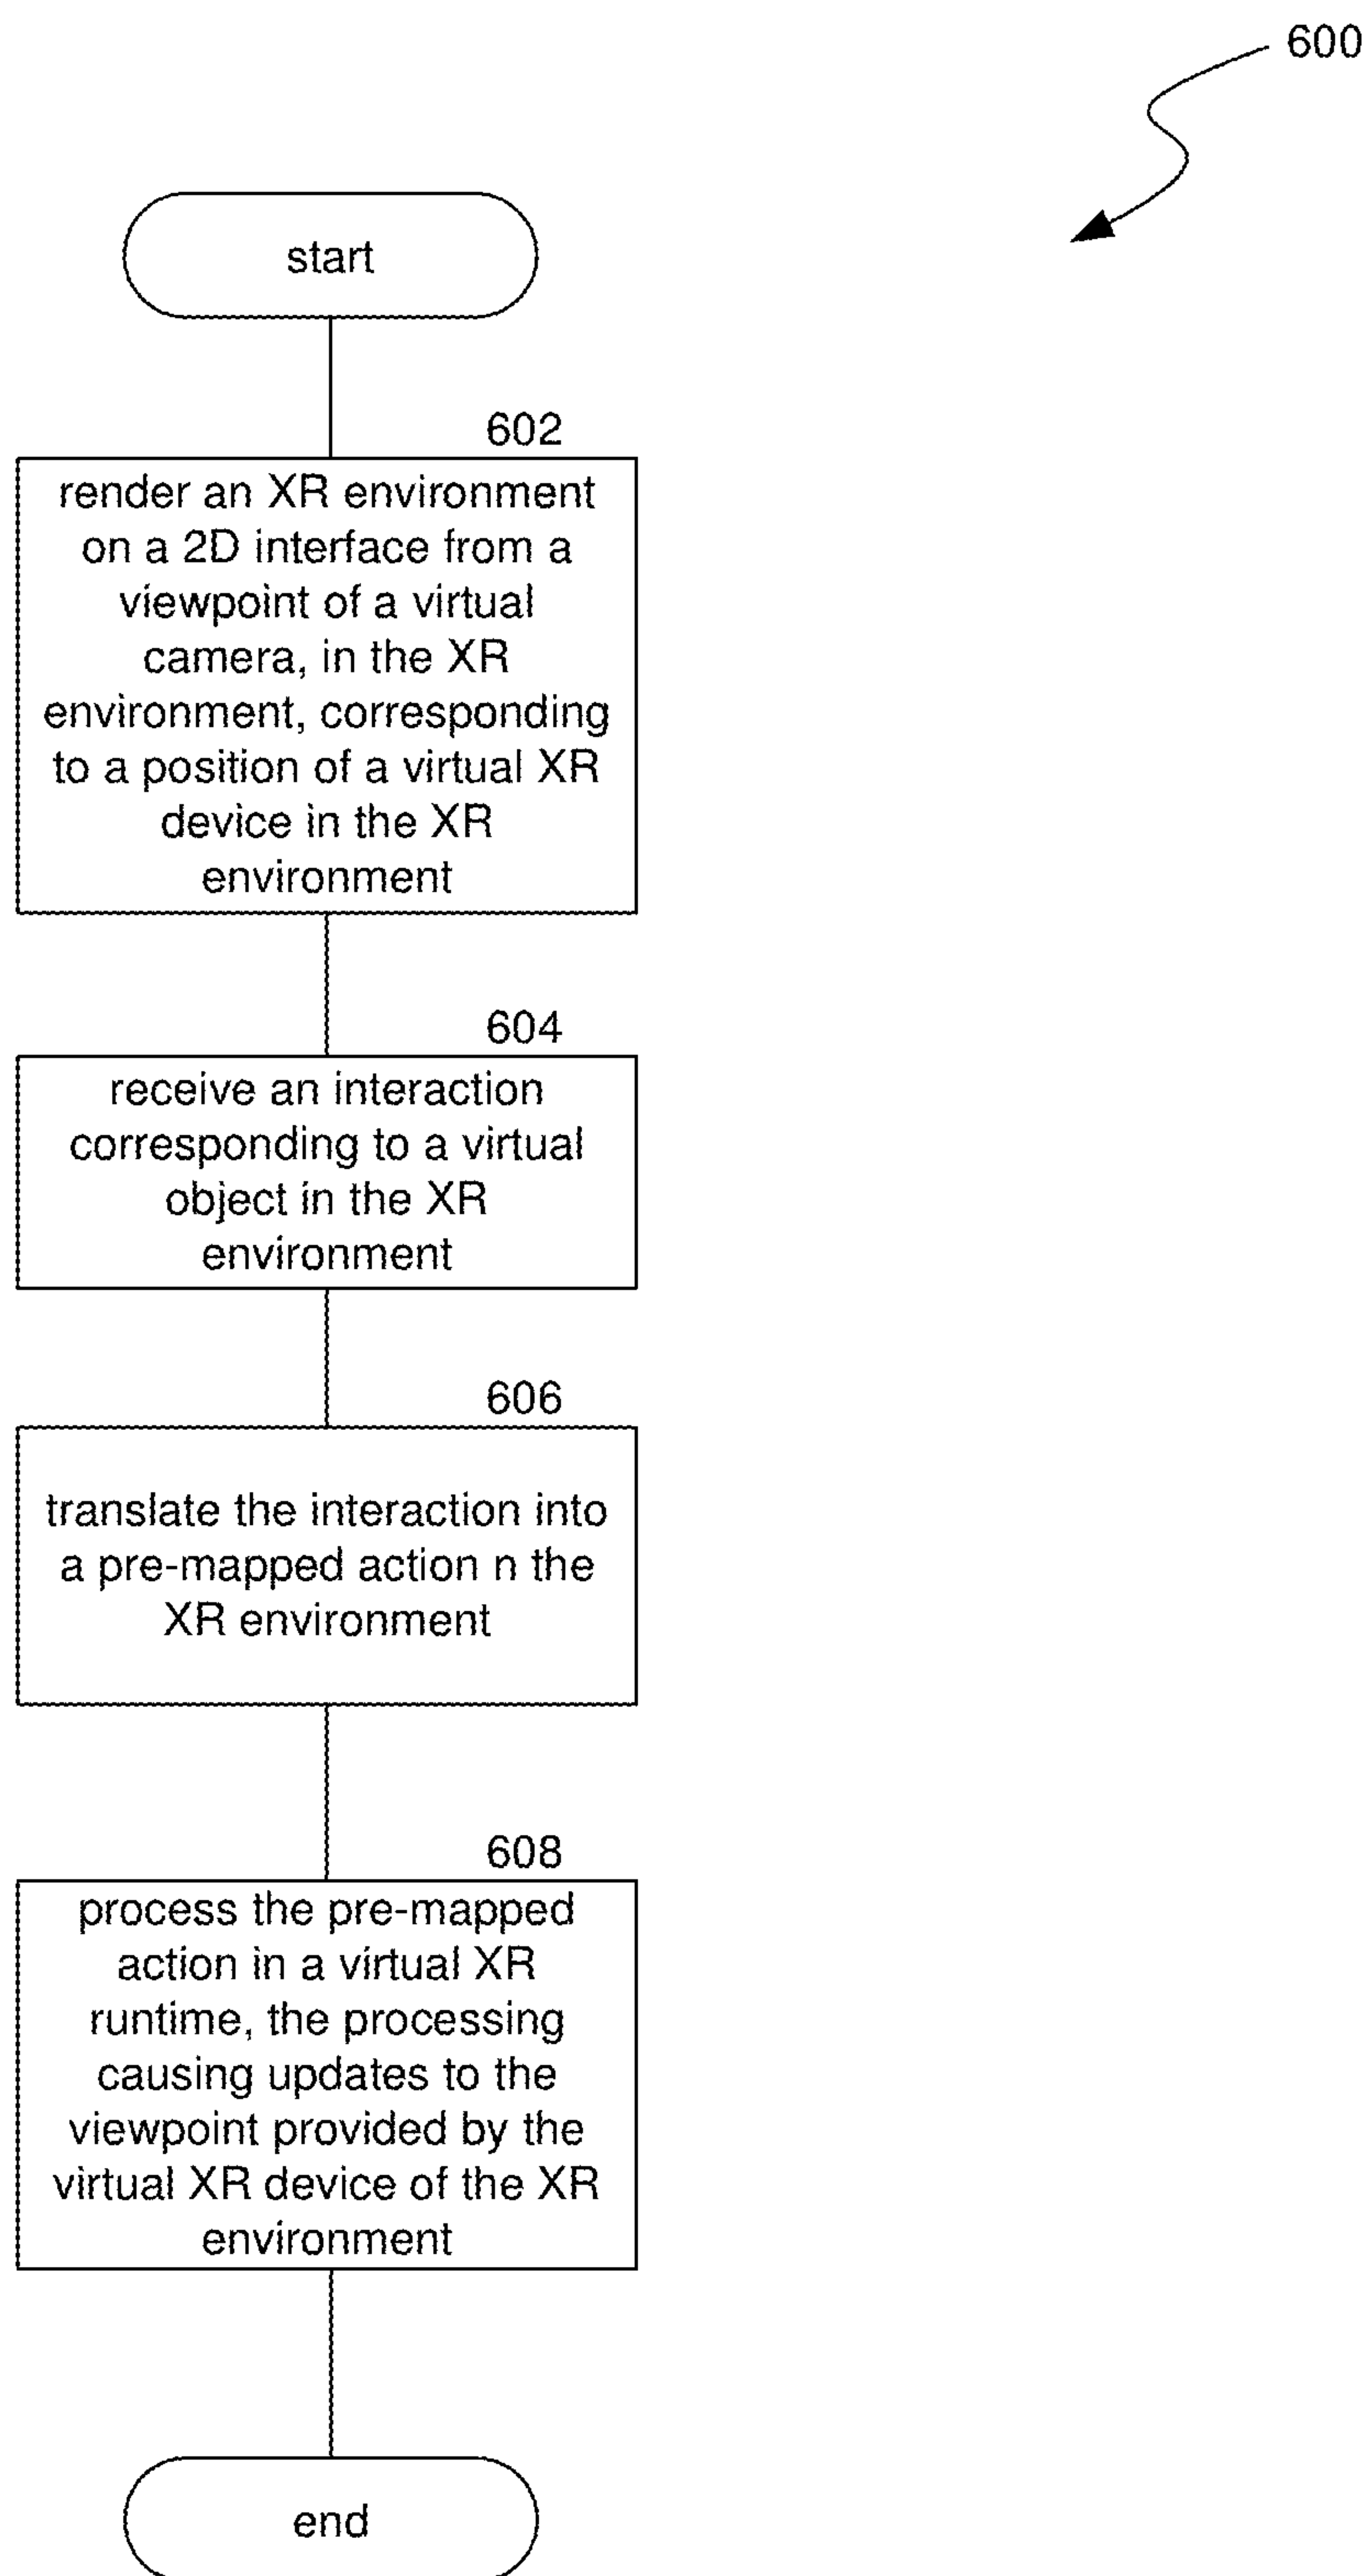 600
start
602
render an XR environment
on a 2D interface from a
viewpoint of a virtual
camera, in the XR
environment, corresponding
to a position of a virtual XR
device in the XR
environment
604
receive an interaction
corresponding to a virtual
object in the XR
environment
606
translate the interaction into
a pre-mapped action n the
XR environment
608
process the pre-mapped
action in a virtual XR
runtime, the processing
causing updates to the
viewpoint provided by the
virtual XR device of the XR
environment
end